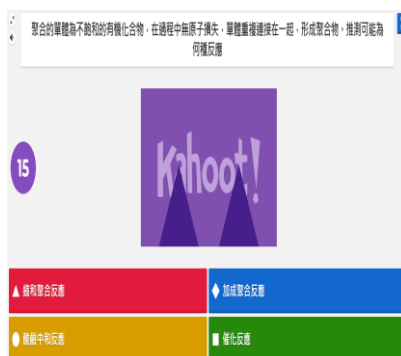 聚合的單體為不飽和的有機化合物，在過程中無原子損失，單體重複連接在一起，形成聚合物，推測可能為
何種反應
Kahoot!
15
縮和聚合反應
加成聚合反應
酸鹼中和反應
催化反應